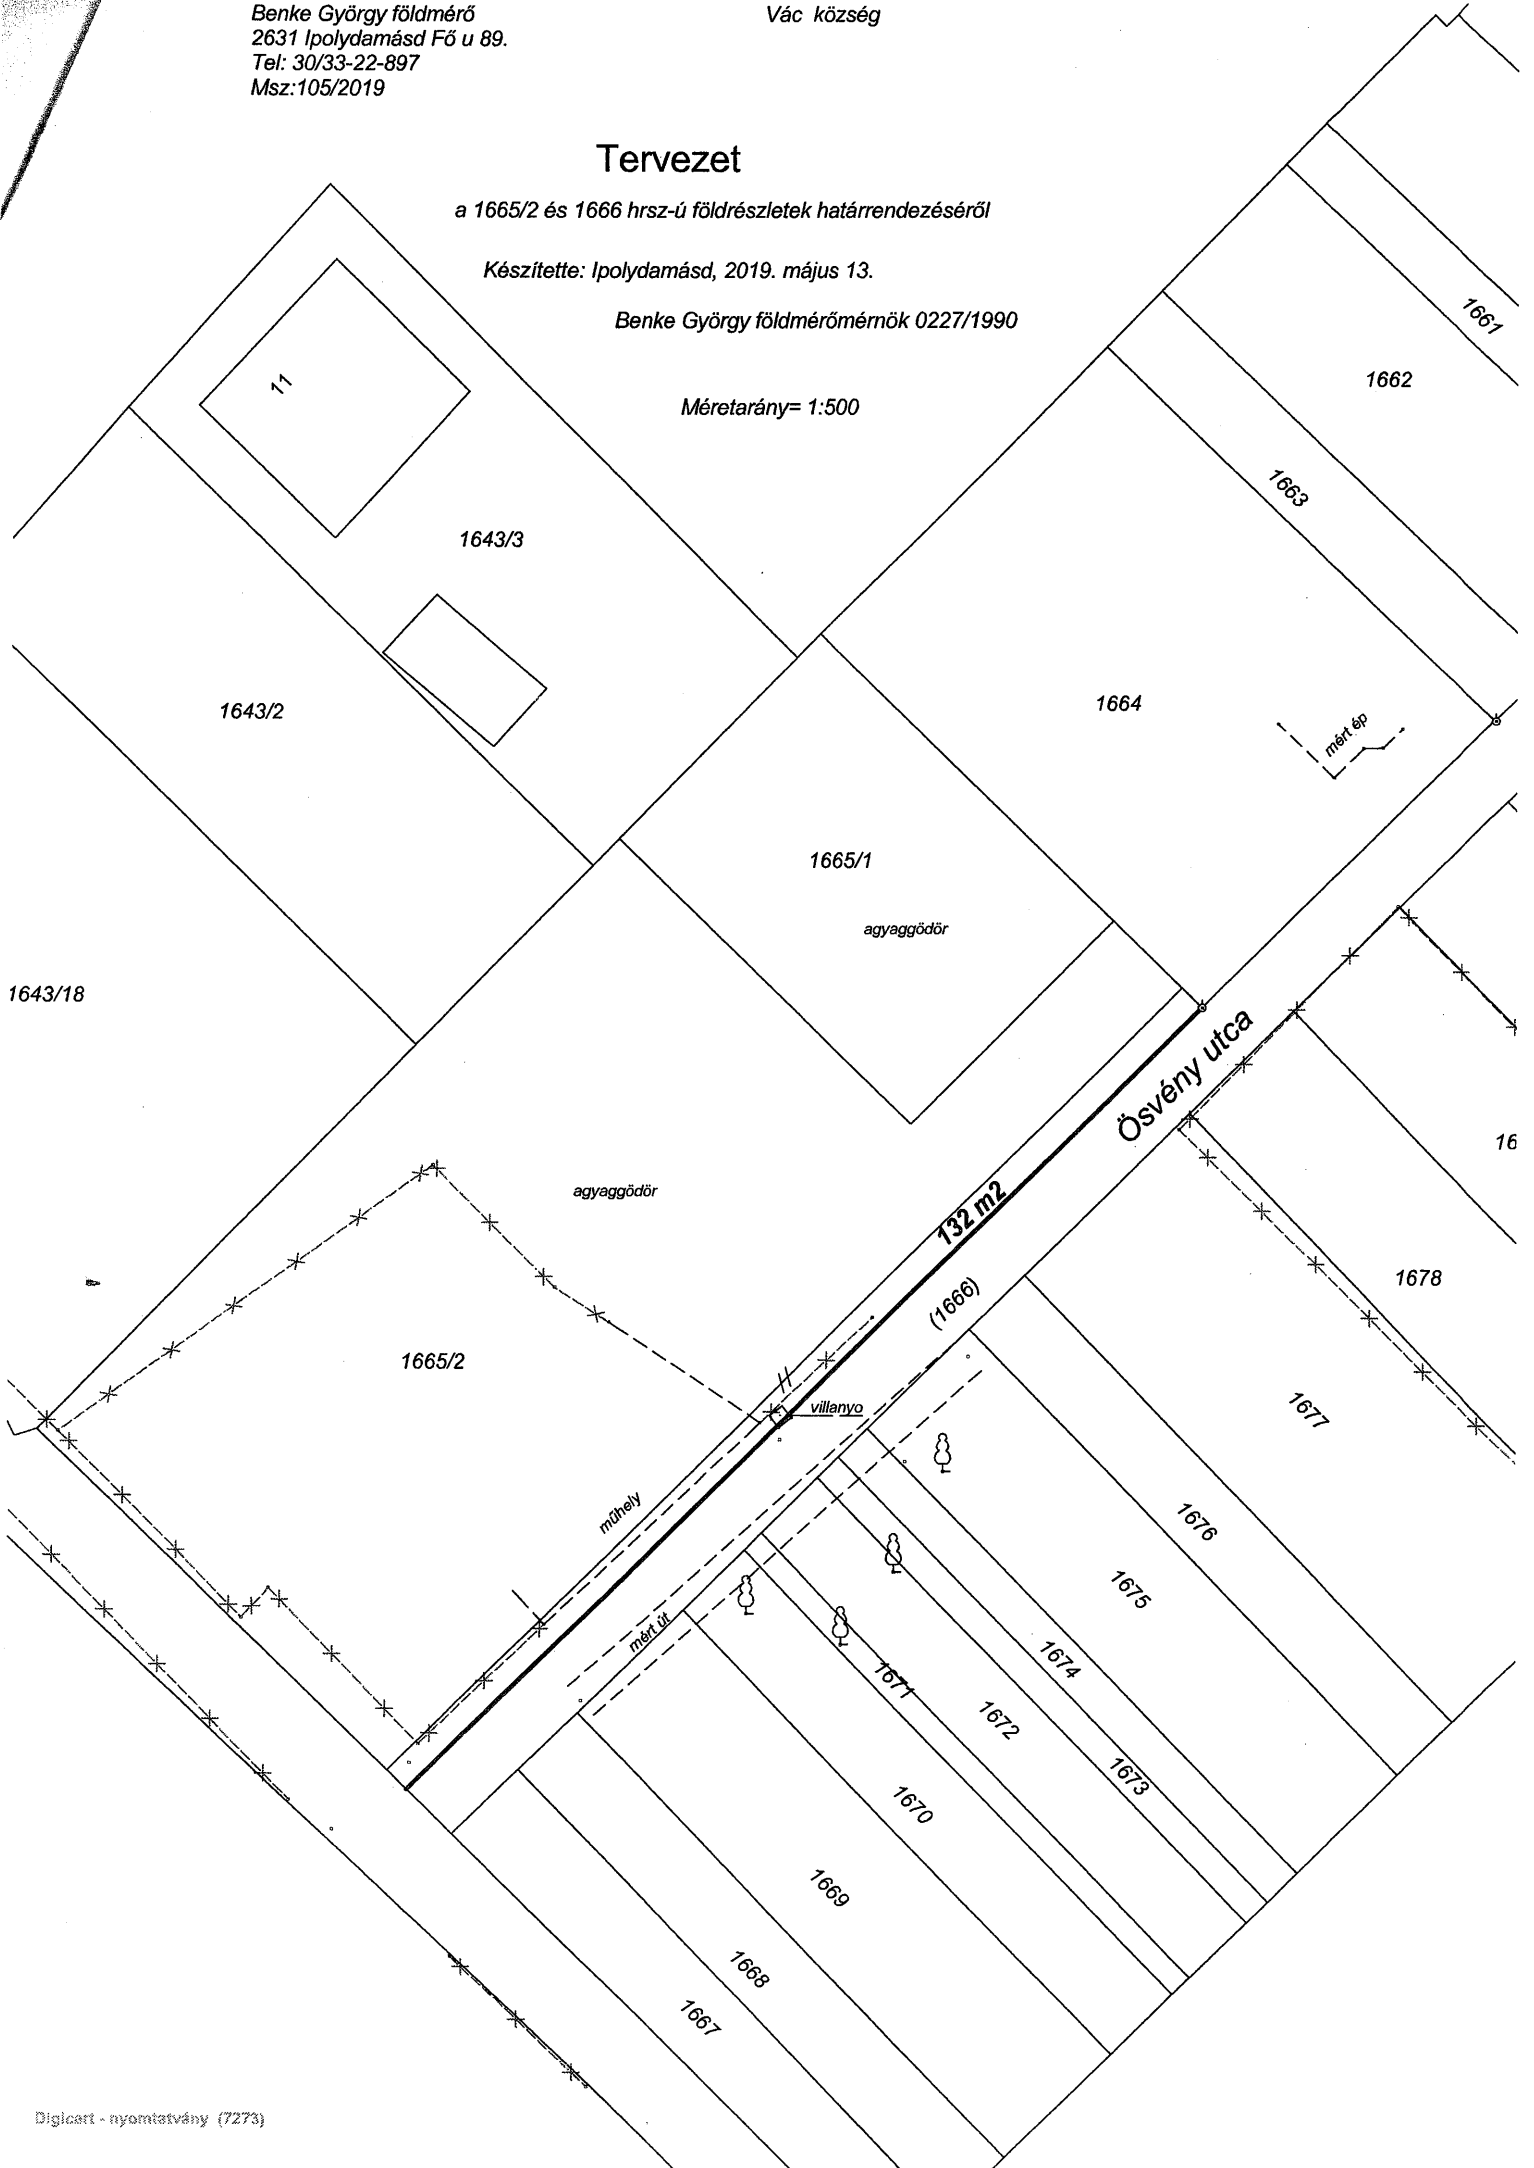 Benke György földmérő
2631 Ipolydamásd Fő u 89.
Tel: 30/33-22-897
Msz:105/2019
Vác község
Tervezet
a 1665/2 és 1666 hrsz-ú földrészletek határrendezéséről
Készítette: Ipolydamásd, 2019. május 13.
Benke György földmérőmérnök 0227/1990
Méretarány= 1:500
1661
1662
11
1663
1643/3
1664
1643/2
mért ép
1665/1
agyaggödör
1643/18
Ösvény utca
16
agyaggödör
132 m2
1678
(1666)
1665/2
1677
villanyo
műhely
1676
1675
mért út
1674
1671
1672
1673
1670
1669
1668
1667
Digicart - nyomtatvány (7273)